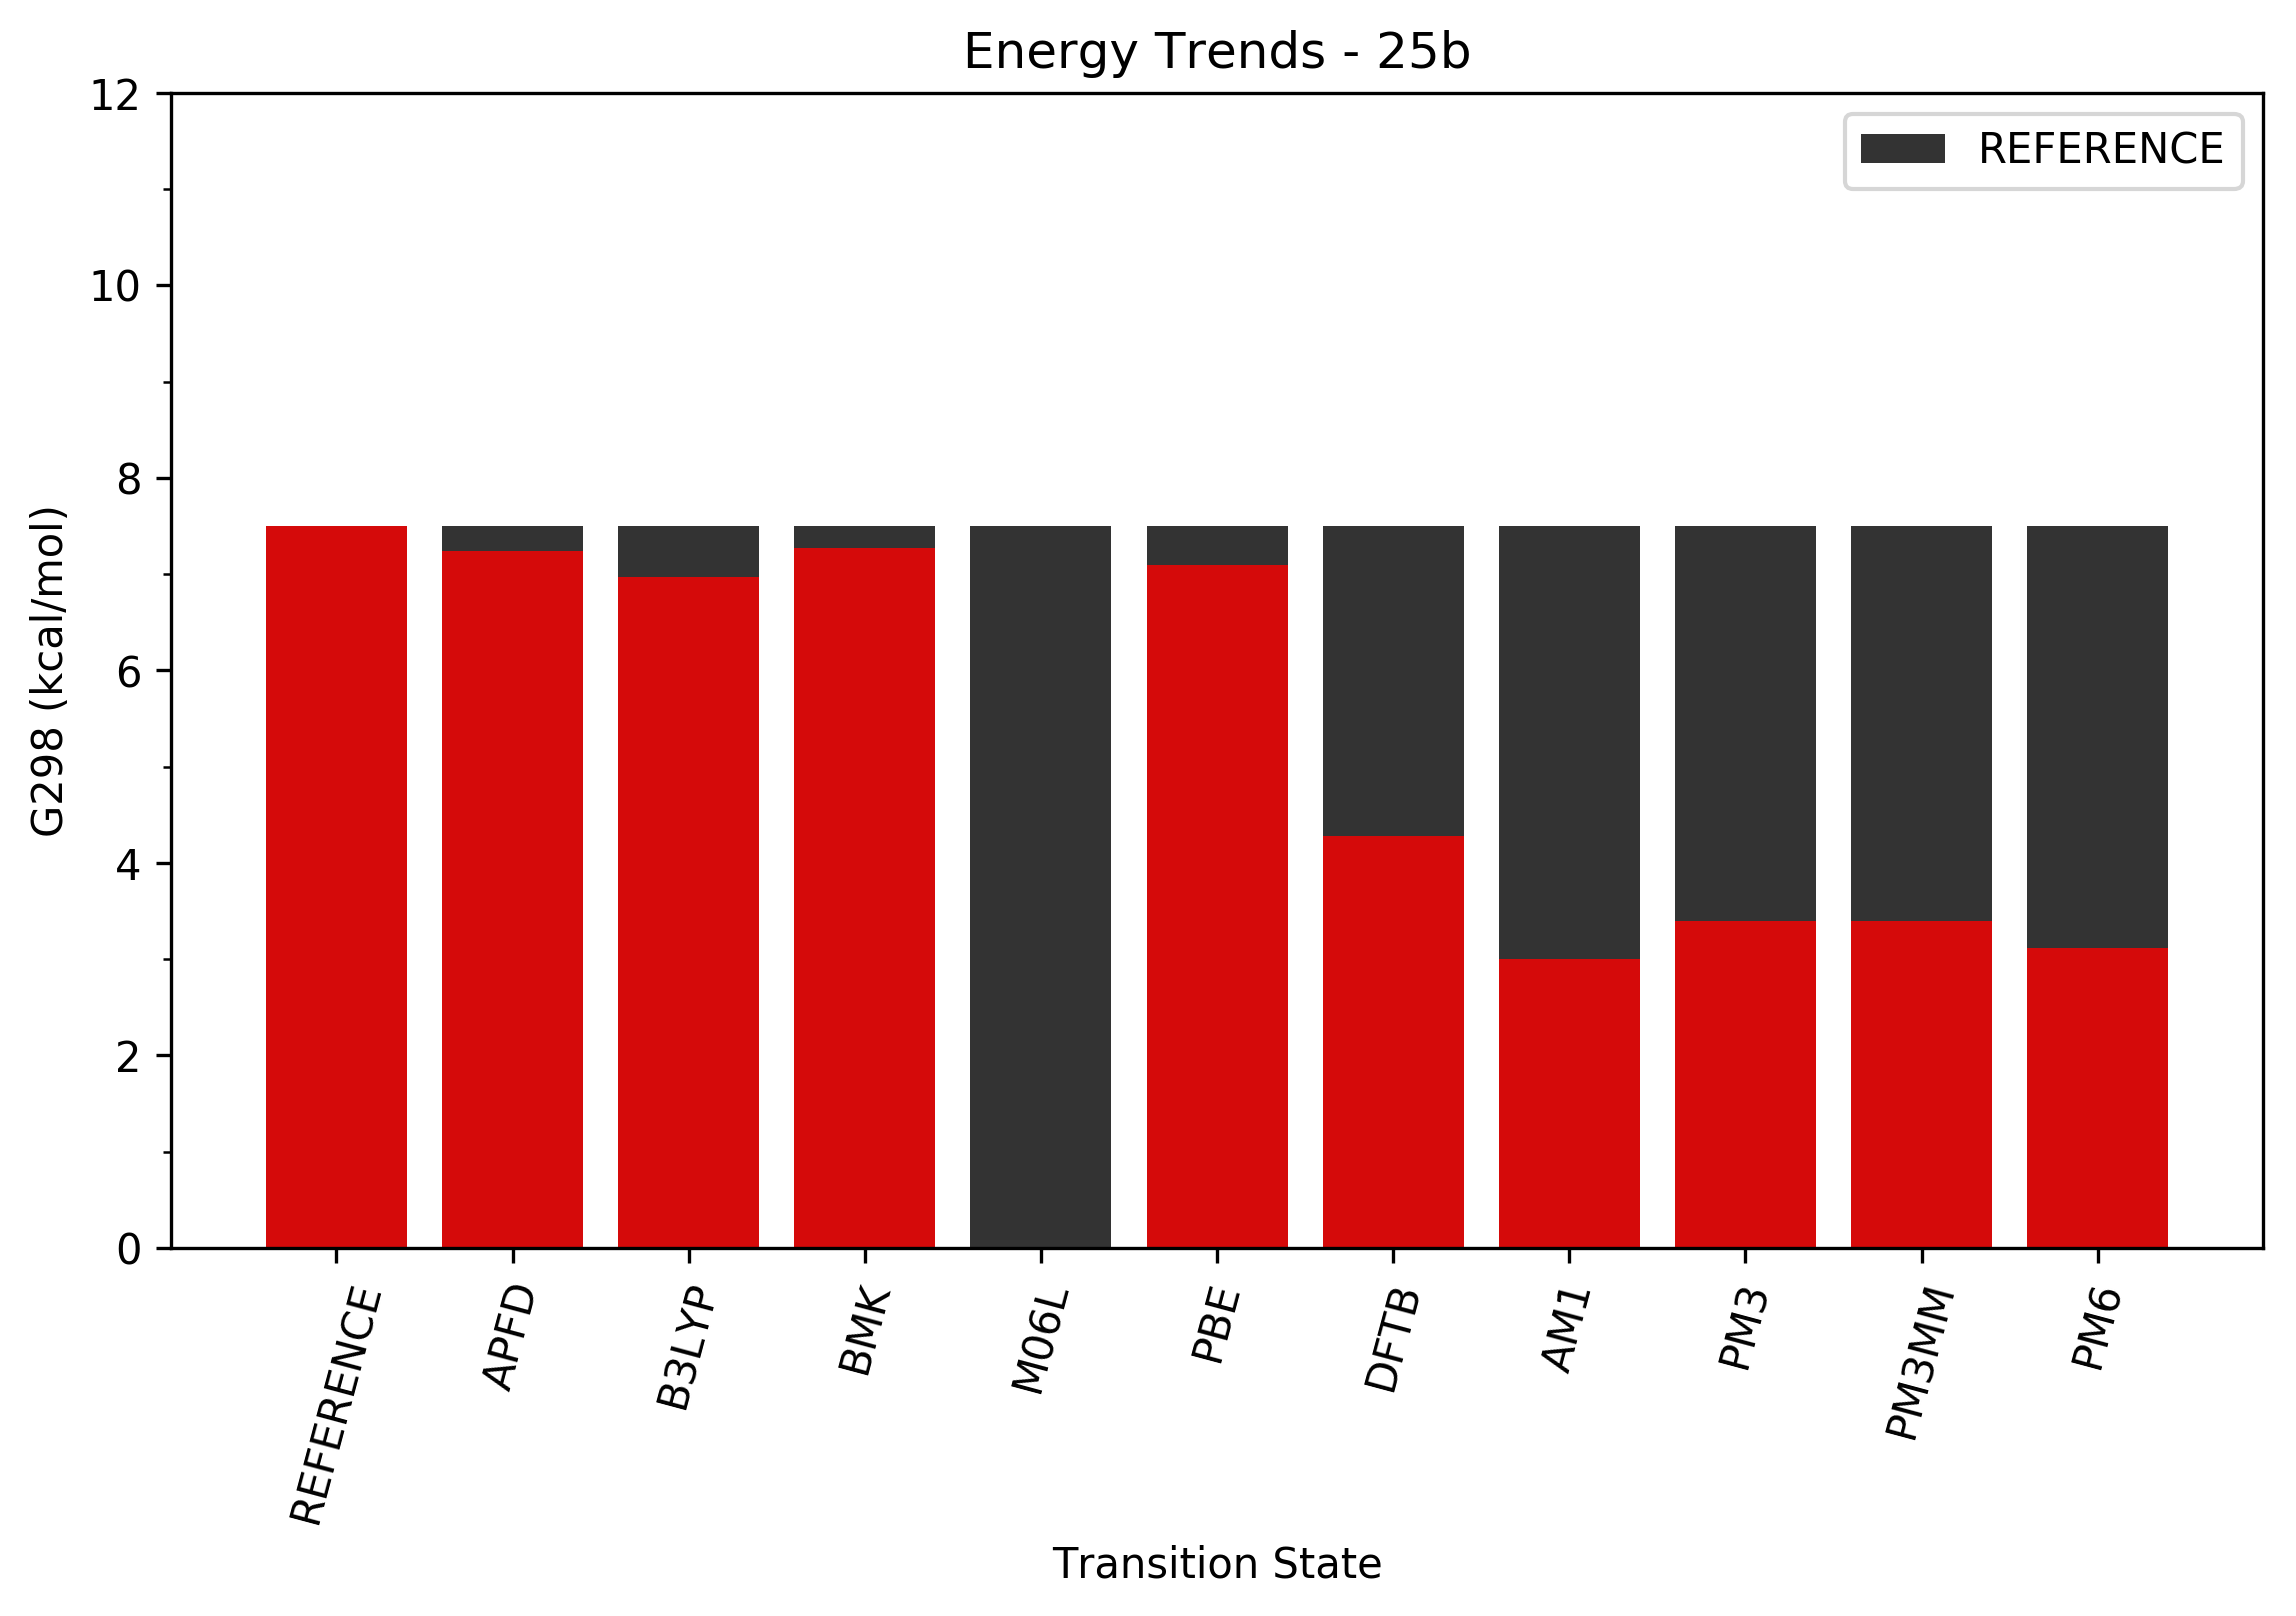 Energy Trends - 25b
REFERENCE
G298 (kcal/mol)
12
10
8
6
4
2
0
REFERENCE
APFD
B3LYP
BMK
M06L
PBE
DFTB
AM1
PM3
PM3MM
PM6
Transition State